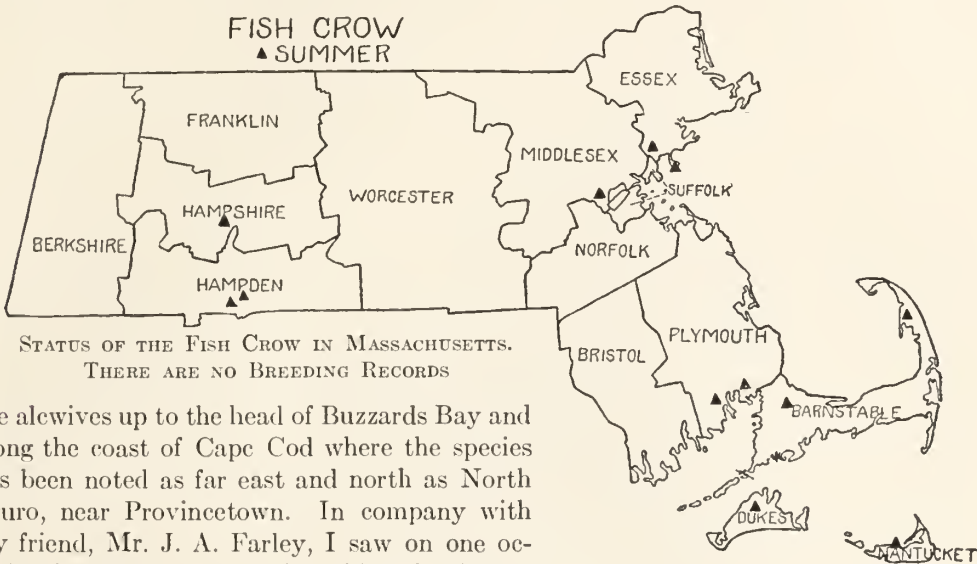 FISH CROW
▲ SUMMER
ESSEX
FRANKLIN
MIDDLESEX
WORCESTER
SUFFOLK
HAMPSHIRE
BERKSHIRE
NORFOLK
HAMPDEN
PLYMOUTH
BRISTOL
BARNSTABLE
DUKES
NANTUCKET
STATUS OF THE FISH CROW IN MASSACHUSETTS.
THERE ARE NO BREEDING RECORDS
alewives up to the head of Buzzards Bay and
the coast of Cape Cod where the species
been noted as far east and north as North
near Provincetown. In company with
friend, Mr. J. A. Farley, I saw on one oc-